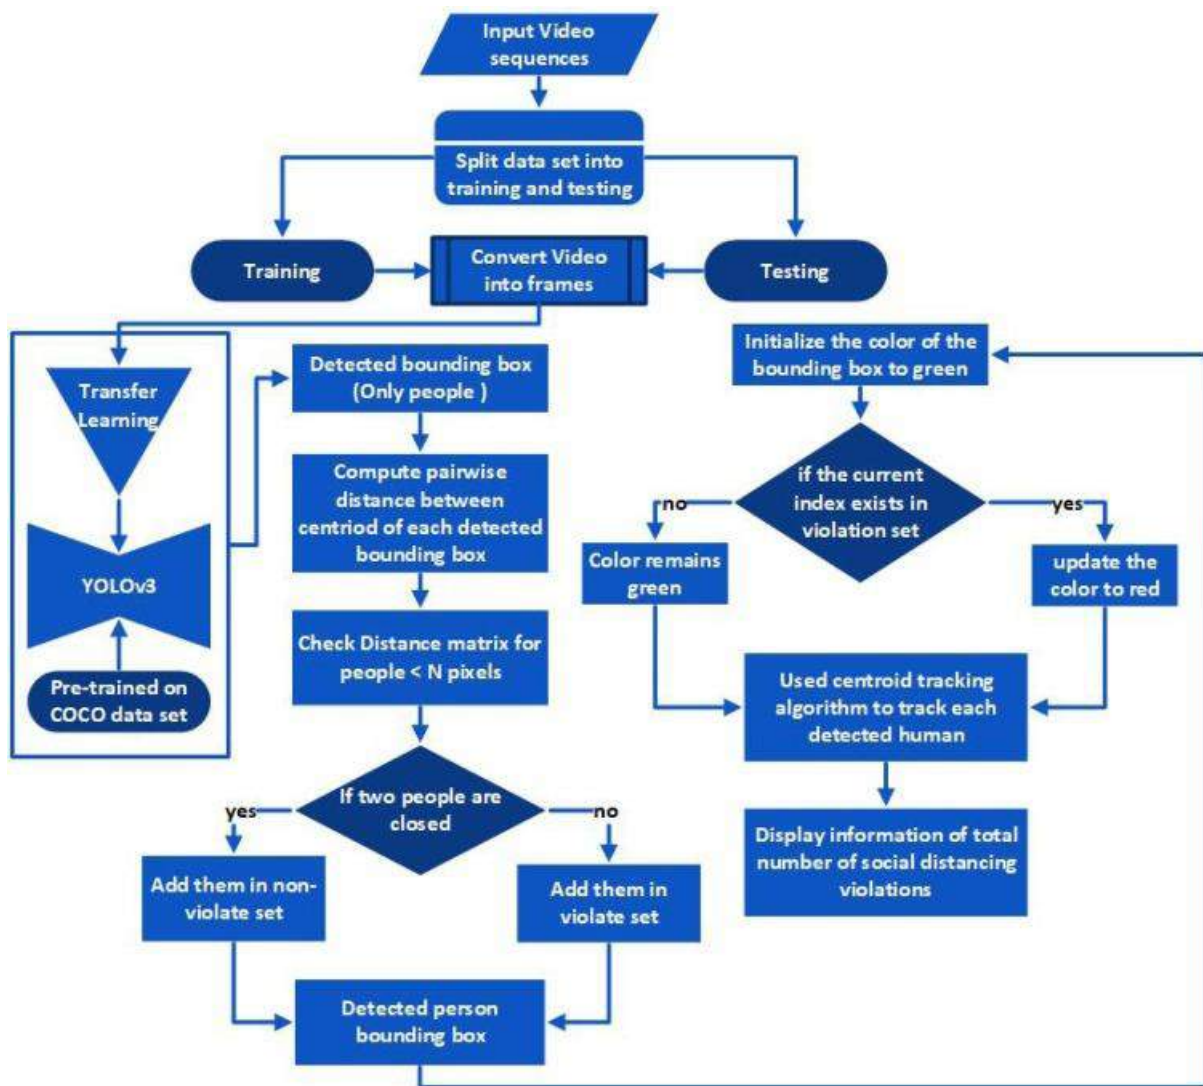 Input Video
sequences
Split data set into
training and testing
Training
Convert Video
into frames
Testing
Transfer
Learning
YOLOv3
Pre-trained on
COCO data set
Detected bounding box
(Only people )
Compute pairwise
distance between
centriod of each detected
bounding box
Check Distance matrix for
people < N pixels
If two people are
closed
yes
no
Add them in non-
violate set
Add them in
violate set
Detected person
bounding box
Initialize the color of the
bounding box to green
if the current
index exists in
violation set
no
yes
Color remains
green
update the
color to red
Used centroid tracking
algorithm to track each
detected human
Display information of total
number of social distancing
violations